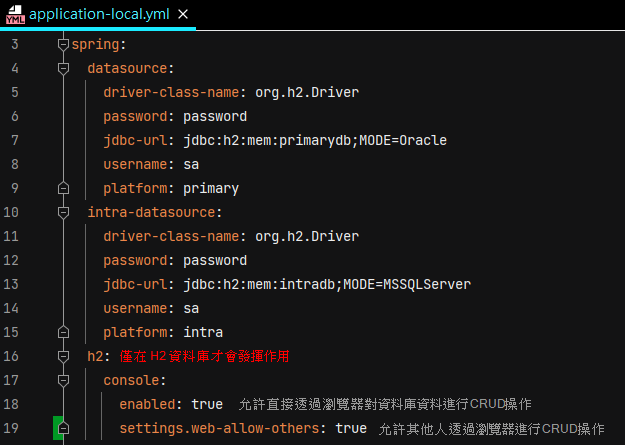 YML application-local.yml ×
3 spring:
4 datasource:
5 driver-class-name: org.h2.Driver
6 password: password
7 jdbc-url: jdbc:h2:mem:primarydb;MODE=Oracle
8 username: sa
9 platform: primary
10 intra-datasource:
11 driver-class-name: org.h2.Driver
12 password: password
13 jdbc-url: jdbc:h2:mem:intradb;MODE=MSSQLServer
14 username: sa
15 platform: intra
16 h2: 僅在 H2 資料庫才會發揮作用
17 console:
18 enabled: true 允許直接透過瀏覽器對資料庫資料進行CRUD操作
19 settings.web-allow-others: true 允許其他人透過瀏覽器進行CRUD操作